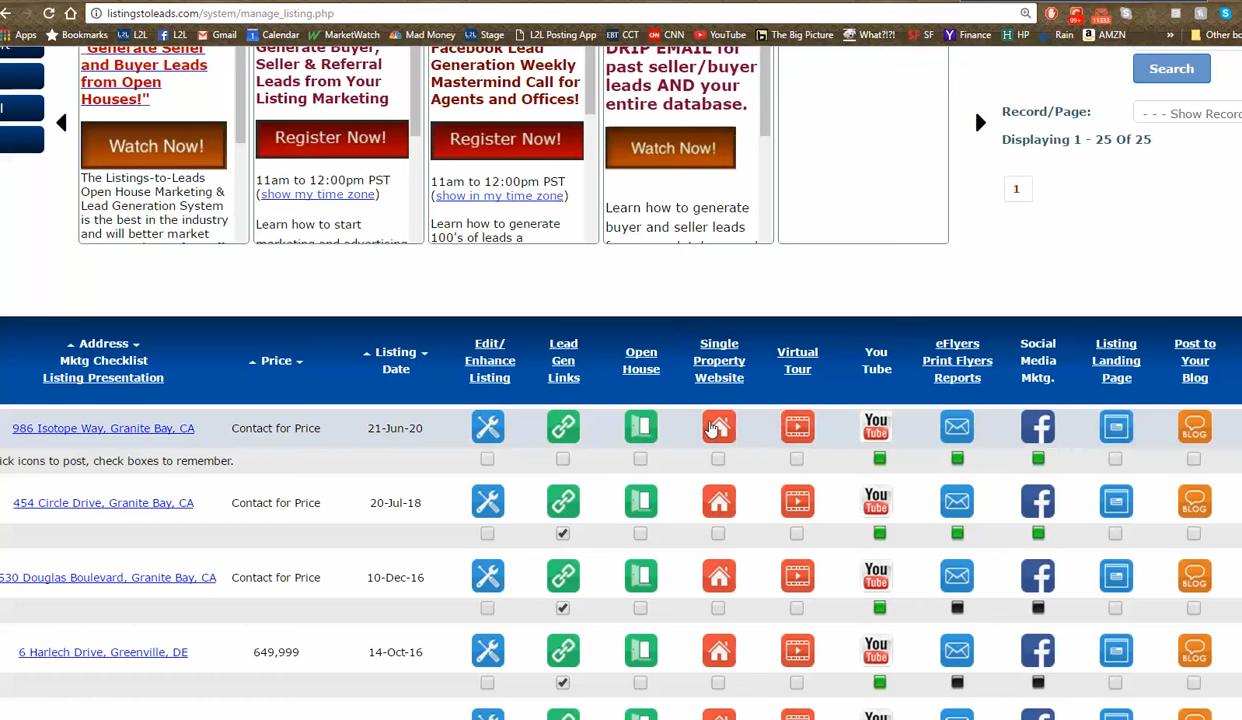 listingstoleads.com/system/manage_listing.php
Apps Bookmarks L2L L2L Gmail Calendar MarketWatch Mad Money Stage L2L Posting App CCT CNN YouTube The Big Picture What?!?! SF Finance HP Rain AMZN » Other bo
99+ 11333
"Generate Seller
and Buyer Leads
from Open
Houses!"
Watch Now!
The Listings-to-Leads
Open House Marketing &
Lead Generation System
is the best in the industry
and will better market
Generate Buyer,
Seller & Referral
Leads from Your
Listing Marketing
Register Now!
11am to 12:00pm PST
(show my time zone)
Learn how to start
marketing and advertising
Facebook Lead
Generation Weekly
Mastermind Call for
Agents and Offices!
Register Now!
11am to 12:00pm PST
(show in my time zone)
Learn how to generate
100's of leads a
DRIP EMAIL for
past seller/buyer
leads AND your
entire database.
Watch Now!
Learn how to generate
buyer and seller leads
Search
Record/Page: - - - Show Recor
Displaying 1 - 25 Of 25
1
Address
Mktg Checklist
Listing Presentation
Price
Listing
Date
Edit/
Enhance
Listing
Lead
Gen
Links
Open
House
Single
Property
Website
Virtual
Tour
You
Tube
eFlyers
Print Flyers
Reports
Social
Media
Mktg.
Listing
Landing
Page
Post to
Your
Blog
986 Isotope Way, Granite Bay, CA Contact for Price 21-Jun-20 You Tube BLOG
ick icons to post, check boxes to remember.
454 Circle Drive, Granite Bay, CA Contact for Price 20-Jul-18 You Tube BLOG
530 Douglas Boulevard, Granite Bay, CA Contact for Price 10-Dec-16 You Tube BLOG
6 Harlech Drive, Greenville, DE 649,999 14-Oct-16 You Tube BLOG
You